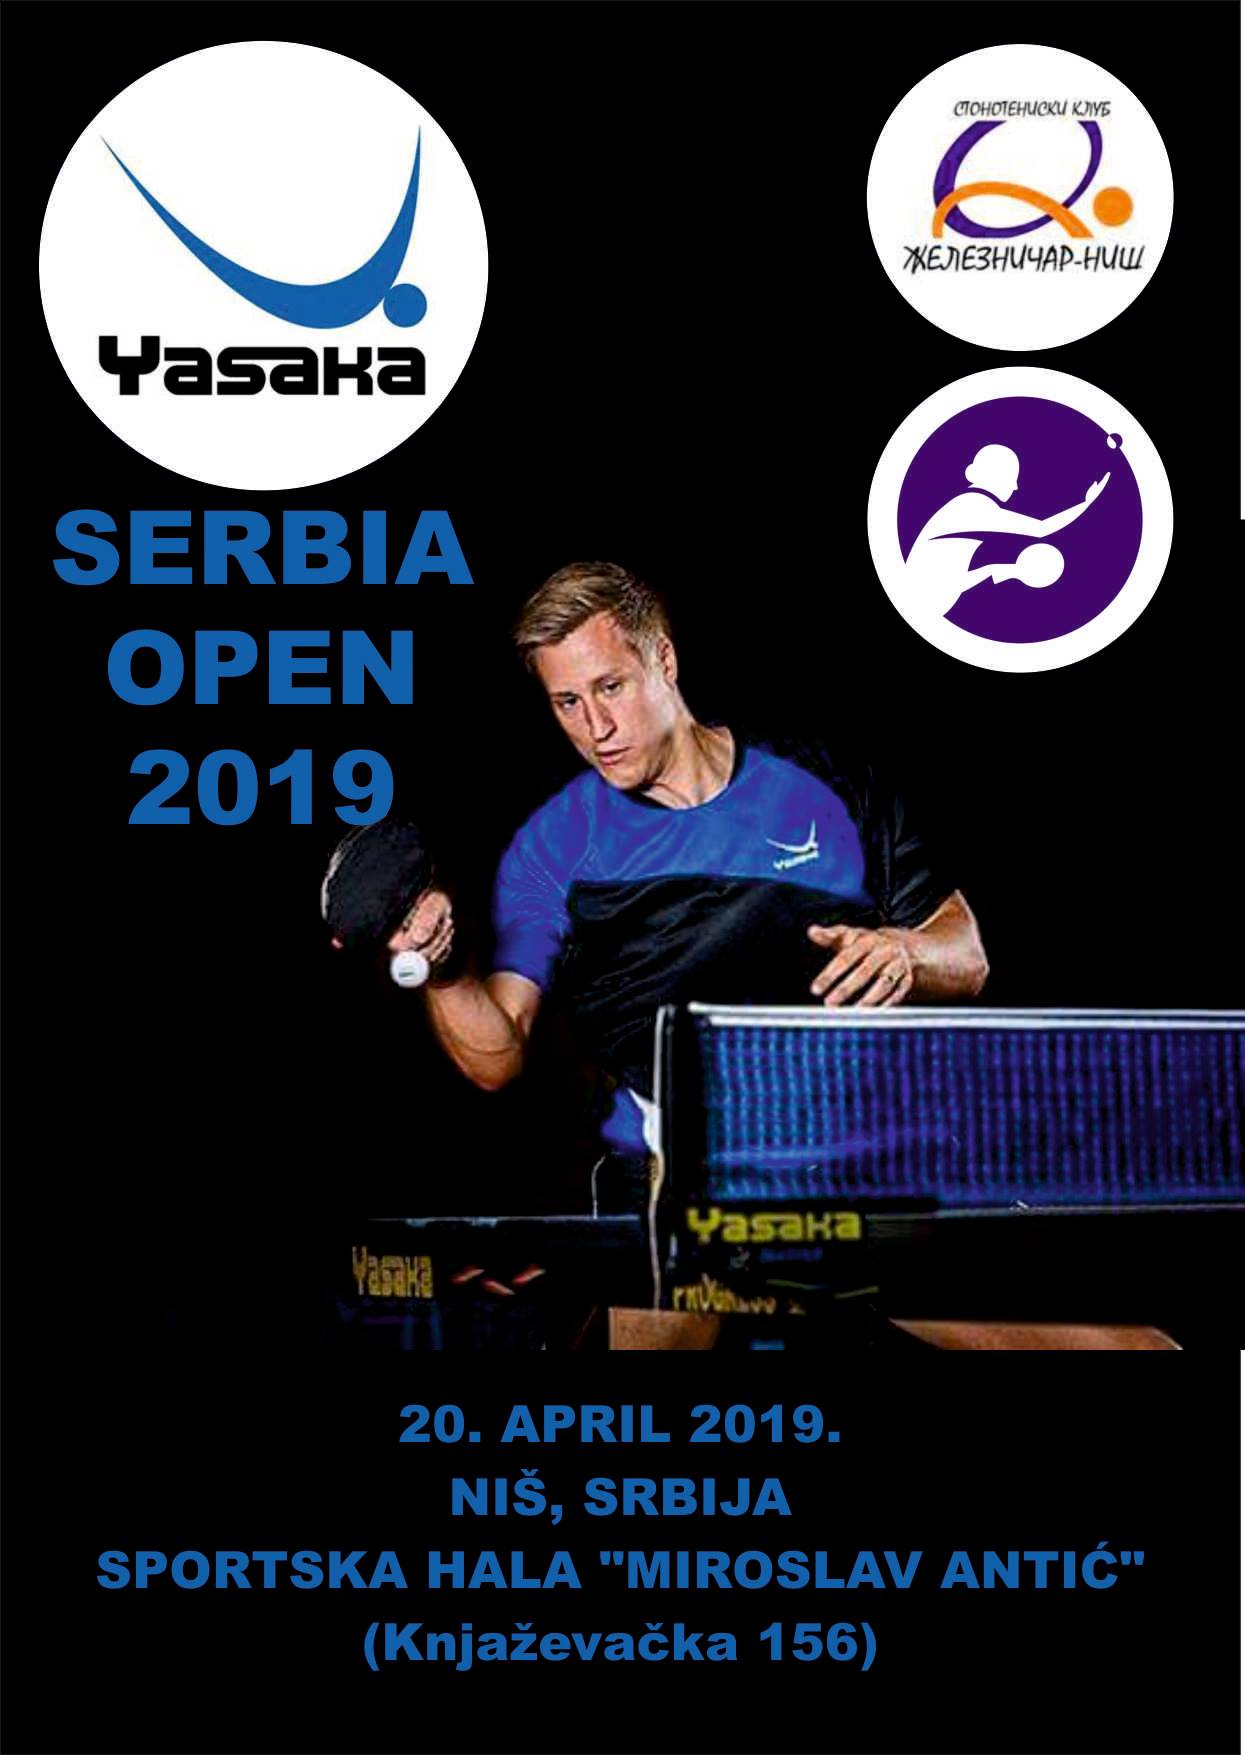 Yasaka
СТОНОТЕНИСКИ КЛУБ
ЖЕЛЕЗНИЧАР-НИШ
SERBIA
OPEN
2019
Yasaka
Yasaka
Yasaka
20. APRIL 2019.
NIŠ, SRBIJA
SPORTSKA HALA "MIROSLAV ANTIĆ"
(Knjaževačka 156)